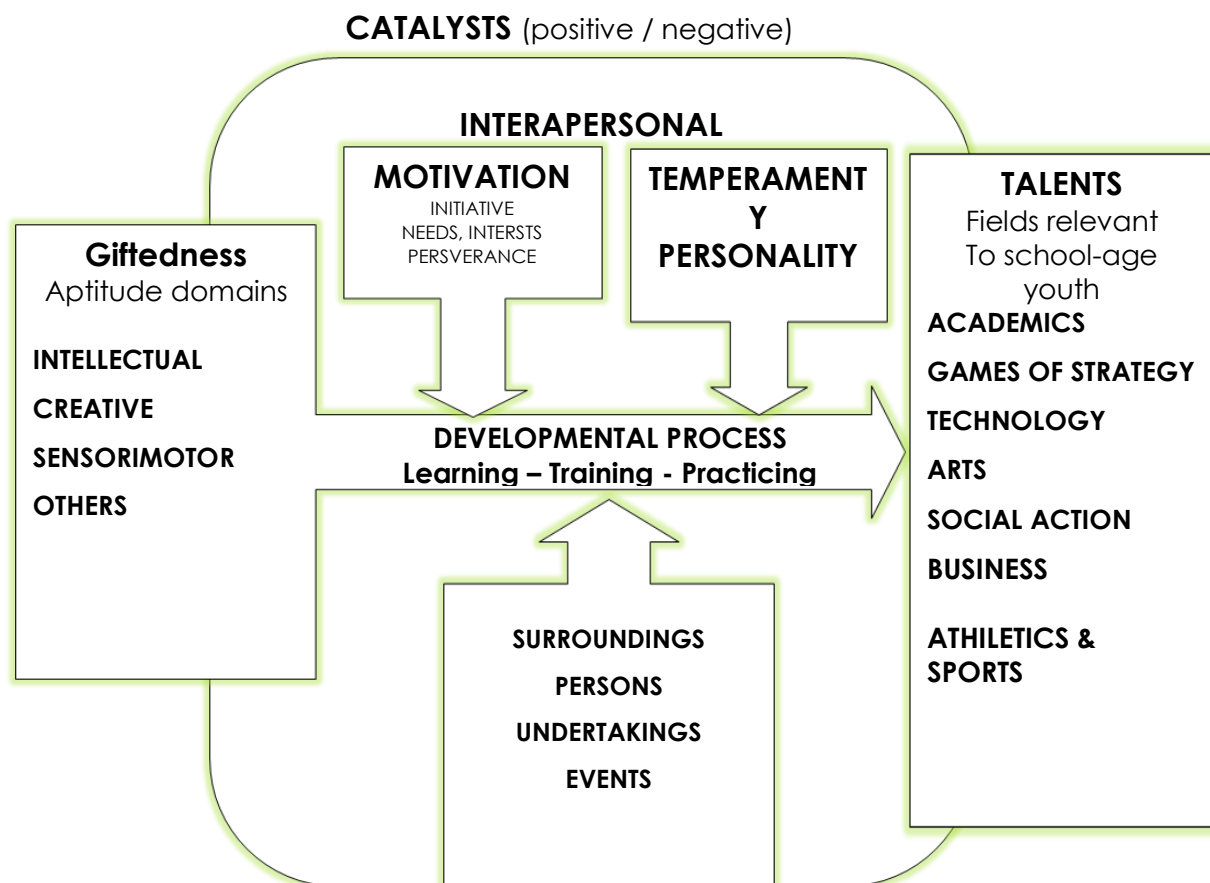 CATALYSTS (positive / negative)
INTERAPERSONAL
MOTIVATION
INITIATIVE
NEEDS, INTERSTS
PERSVERANCE
TEMPERAMENT
Y
PERSONALITY
Giftedness
Aptitude domains
INTELLECTUAL
CREATIVE
SENSORIMOTOR
OTHERS
DEVELOPMENTAL PROCESS
Learning – Training - Practicing
SURROUNDINGS
PERSONS
UNDERTAKINGS
EVENTS
TALENTS
Fields relevant
To school-age
youth
ACADEMICS
GAMES OF STRATEGY
TECHNOLOGY
ARTS
SOCIAL ACTION
BUSINESS
ATHILETICS &
SPORTS